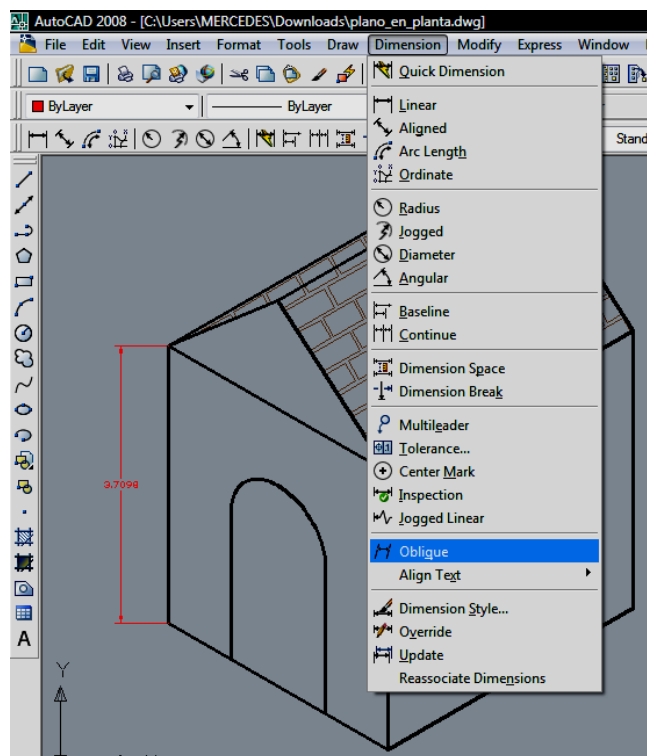 AutoCAD 2008 - [C:\Users\MERCEDES\Downloads\plano_en_planta.dwg]
File Edit View Insert Format Tools Draw Dimension Modify Express Window
ByLayer ByLayer
Stand
Quick Dimension
Linear
Aligned
Arc Length
Ordinate
Radius
Jogged
Diameter
Angular
Baseline
Continue
Dimension Space
Dimension Break
Multileader
Tolerance...
Center Mark
Inspection
Jogged Linear
Oblique
Align Text
Dimension Style...
Override
Update
Reassociate Dimensions
3.7098
A
Y